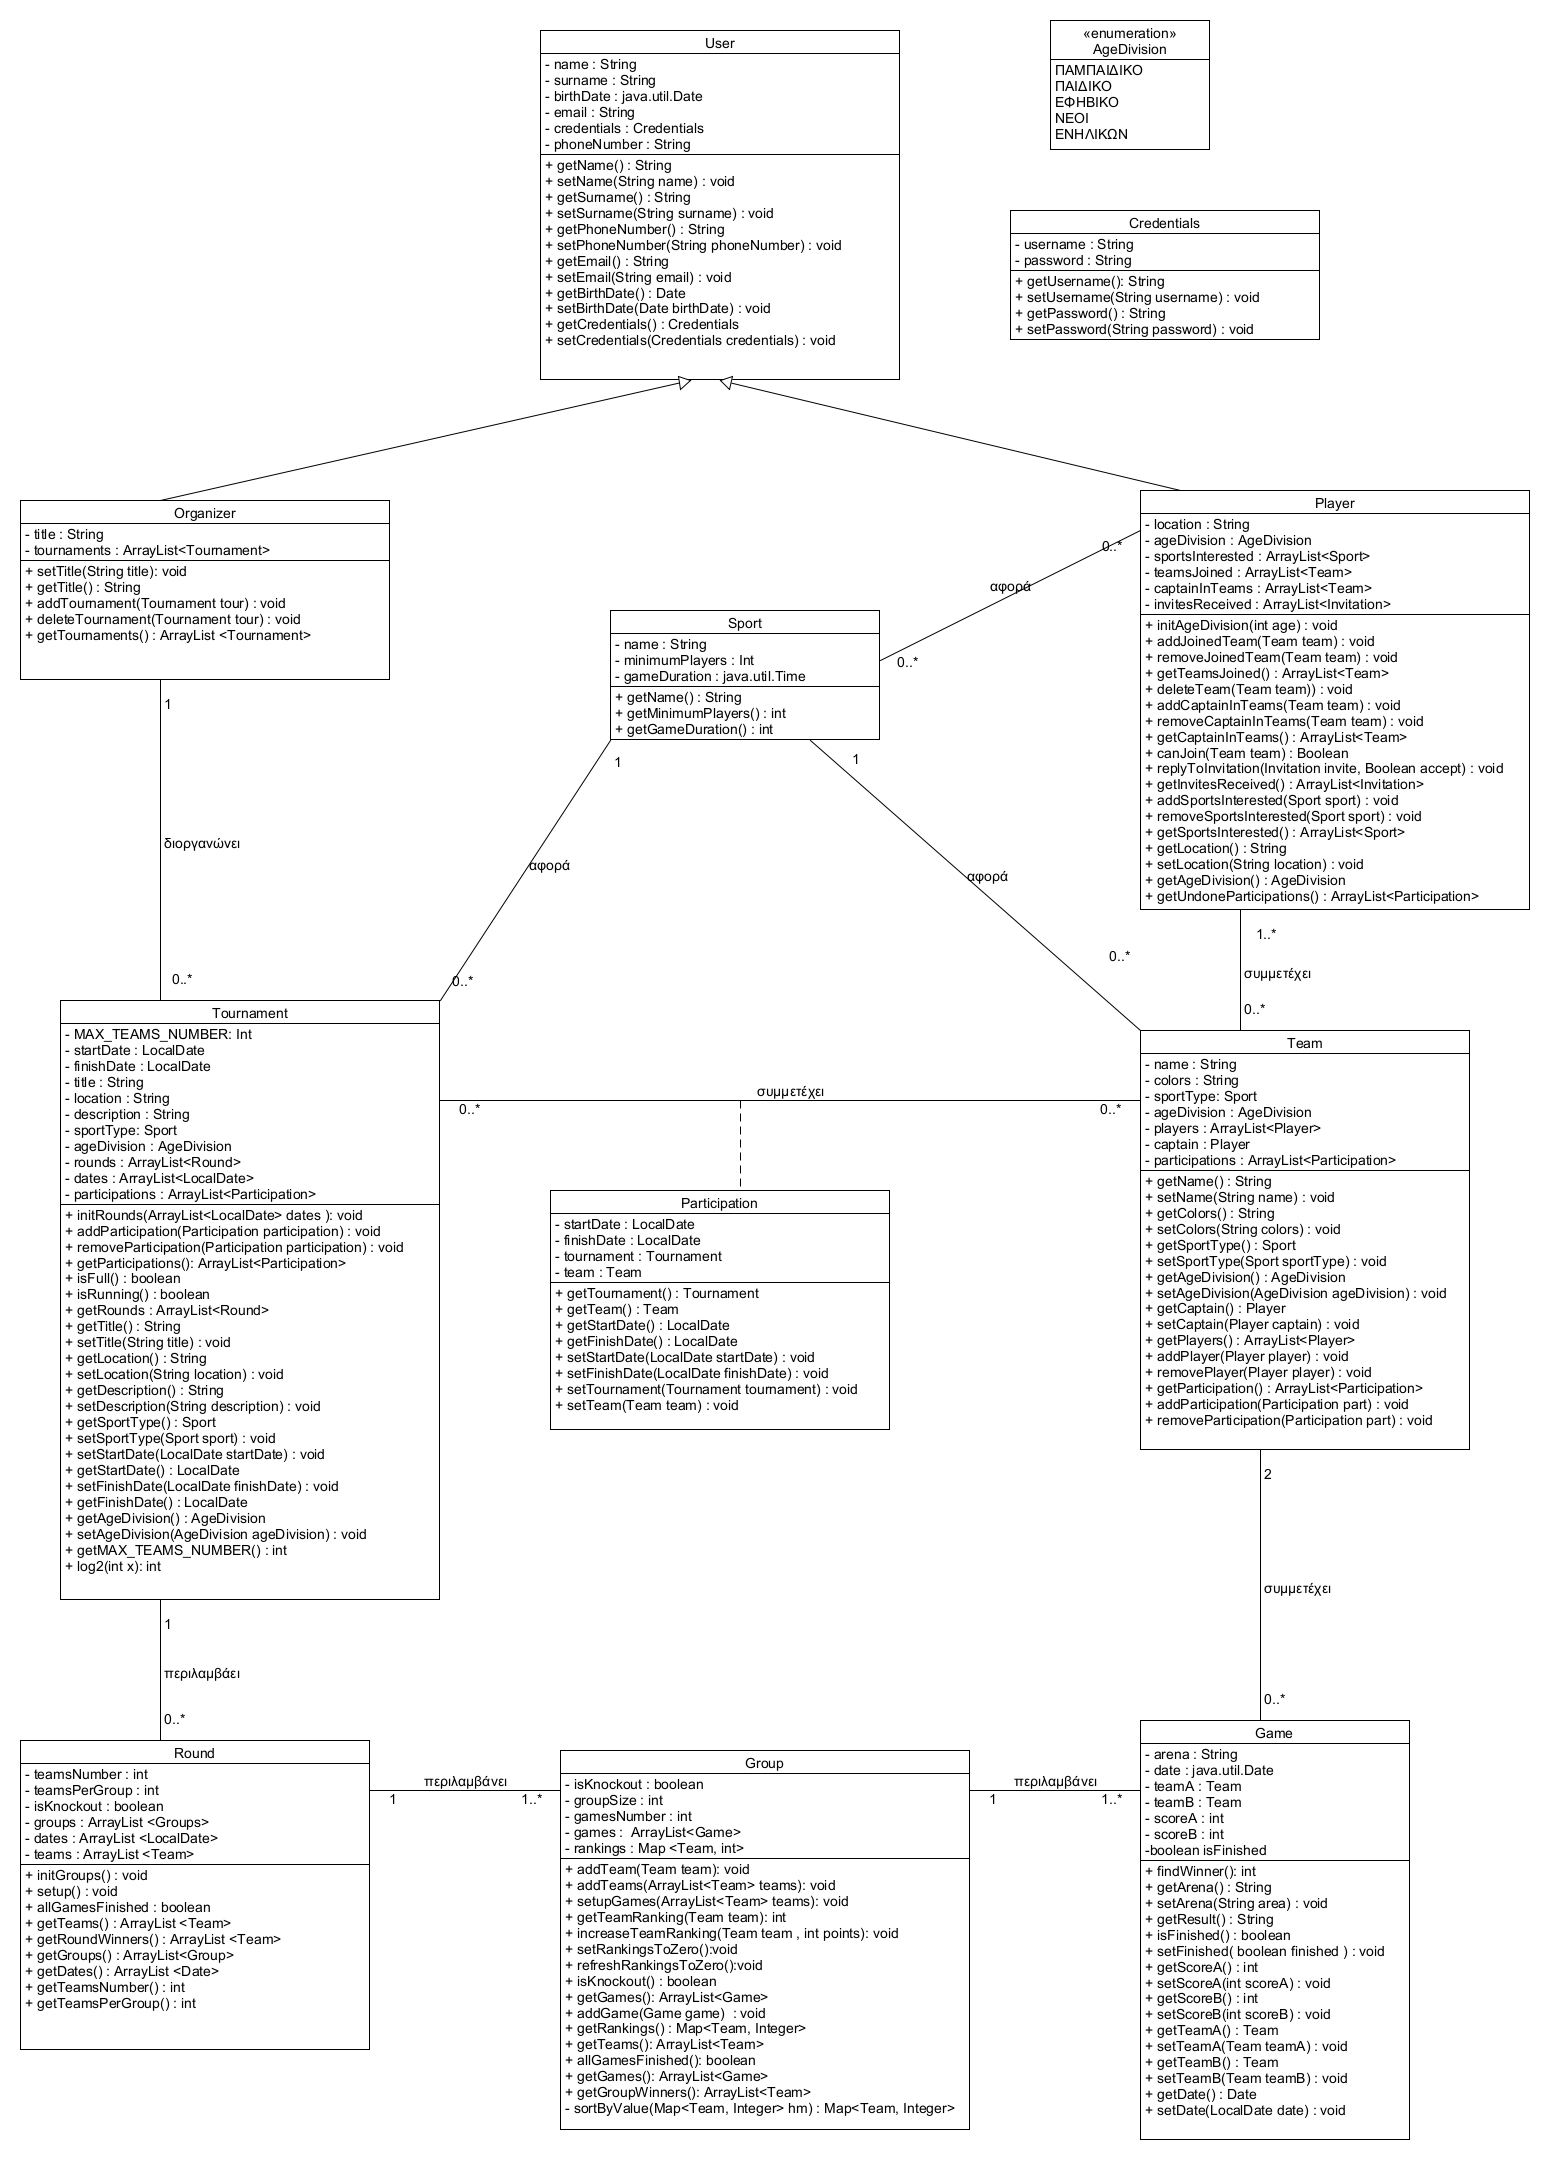 User
- name : String
- surname : String
- birthDate : java.util.Date
- email : String
- credentials : Credentials
- phoneNumber : String
+ getName() : String
+ setName(String name) : void
+ getSurname() : String
+ setSurname(String surname) : void
+ getPhoneNumber() : String
+ setPhoneNumber(String phoneNumber) : void
+ getEmail() : String
+ setEmail(String email) : void
+ getBirthDate() : Date
+ setBirthDate(Date birthDate) : void
+ getCredentials() : Credentials
+ setCredentials(Credentials credentials) : void
«enumeration»
AgeDivision
ΠΑΜΠΑΙΔΙΚΟ
ΠΑΙΔΙΚΟ
ΕΦΗΒΙΚΟ
ΝΕΟΙ
ΕΝΗΛΙΚΩΝ
Credentials
- username : String
- password : String
+ getUsername(): String
+ setUsername(String username) : void
+ getPassword() : String
+ setPassword(String password) : void
Organizer
- title : String
- tournaments : ArrayList<Tournament>
+ setTitle(String title): void
+ getTitle() : String
+ addTournament(Tournament tour) : void
+ deleteTournament(Tournament tour) : void
+ getTournaments() : ArrayList <Tournament>
Player
- location : String
- ageDivision : AgeDivision
- sportsInterested : ArrayList<Sport>
- teamsJoined : ArrayList<Team>
- captainInTeams : ArrayList<Team>
- invitesReceived : ArrayList<Invitation>
+ initAgeDivision(int age) : void
+ addJoinedTeam(Team team) : void
+ removeJoinedTeam(Team team) : void
+ getTeamsJoined() : ArrayList<Team>
+ deleteTeam(Team team)) : void
+ addCaptainInTeams(Team team) : void
+ removeCaptainInTeams(Team team) : void
+ getCaptainInTeams() : ArrayList<Team>
+ canJoin(Team team) : Boolean
+ replyToInvitation(Invitation invite, Boolean accept) : void
+ getInvitesReceived() : ArrayList<Invitation>
+ addSportsInterested(Sport sport) : void
+ removeSportsInterested(Sport sport) : void
+ getSportsInterested() : ArrayList<Sport>
+ getLocation() : String
+ setLocation(String location) : void
+ getAgeDivision() : AgeDivision
+ getUndoneParticipations() : ArrayList<Participation>
0..*
αφορά
0..*
Sport
- name : String
- minimumPlayers : Int
- gameDuration : java.util.Time
+ getName() : String
+ getMinimumPlayers() : int
+ getGameDuration() : int
1
διοργανώνει
0..*
1
αφορά
0..*
1
αφορά
0..*
1..*
συμμετέχει
0..*
Tournament
- MAX_TEAMS_NUMBER: Int
- startDate : LocalDate
- finishDate : LocalDate
- title : String
- location : String
- description : String
- sportType: Sport
- ageDivision : AgeDivision
- rounds : ArrayList<Round>
- dates : ArrayList<LocalDate>
- participations : ArrayList<Participation>
+ initRounds(ArrayList<LocalDate> dates ): void
+ addParticipation(Participation participation) : void
+ removeParticipation(Participation participation) : void
+ getParticipations(): ArrayList<Participation>
+ isFull() : boolean
+ isRunning() : boolean
+ getRounds : ArrayList<Round>
+ getTitle() : String
+ setTitle(String title) : void
+ getLocation() : String
+ setLocation(String location) : void
+ getDescription() : String
+ setDescription(String description) : void
+ getSportType() : Sport
+ setSportType(Sport sport) : void
+ setStartDate(LocalDate startDate) : void
+ getStartDate() : LocalDate
+ setFinishDate(LocalDate finishDate) : void
+ getFinishDate() : LocalDate
+ getAgeDivision() : AgeDivision
+ setAgeDivision(AgeDivision ageDivision) : void
+ getMAX_TEAMS_NUMBER() : int
+ log2(int x): int
0..*
συμμετέχει
0..*
Participation
- startDate : LocalDate
- finishDate : LocalDate
- tournament : Tournament
- team : Team
+ getTournament() : Tournament
+ getTeam() : Team
+ getStartDate() : LocalDate
+ getFinishDate() : LocalDate
+ setStartDate(LocalDate startDate) : void
+ setFinishDate(LocalDate finishDate) : void
+ setTournament(Tournament tournament) : void
+ setTeam(Team team) : void
Team
- name : String
- colors : String
- sportType: Sport
- ageDivision : AgeDivision
- players : ArrayList<Player>
- captain : Player
- participations : ArrayList<Participation>
+ getName() : String
+ setName(String name) : void
+ getColors() : String
+ setColors(String colors) : void
+ getSportType() : Sport
+ setSportType(Sport sportType) : void
+ getAgeDivision() : AgeDivision
+ setAgeDivision(AgeDivision ageDivision) : void
+ getCaptain() : Player
+ setCaptain(Player captain) : void
+ getPlayers() : ArrayList<Player>
+ addPlayer(Player player) : void
+ removePlayer(Player player) : void
+ getParticipation() : ArrayList<Participation>
+ addParticipation(Participation part) : void
+ removeParticipation(Participation part) : void
1
περιλαμβάει
0..*
2
συμμετέχει
0..*
Round
- teamsNumber : int
- teamsPerGroup : int
- isKnockout : boolean
- groups : ArrayList <Groups>
- dates : ArrayList <LocalDate>
- teams : ArrayList <Team>
+ initGroups() : void
+ setup() : void
+ allGamesFinished : boolean
+ getTeams() : ArrayList <Team>
+ getRoundWinners() : ArrayList <Team>
+ getGroups() : ArrayList<Group>
+ getDates() : ArrayList <Date>
+ getTeamsNumber() : int
+ getTeamsPerGroup() : int
περιλαμβάνει
1
1..*
Group
- isKnockout : boolean
- groupSize : int
- gamesNumber : int
- games :  ArrayList<Game>
- rankings : Map <Team, int>
+ addTeam(Team team): void
+ addTeams(ArrayList<Team> teams): void
+ setupGames(ArrayList<Team> teams): void
+ getTeamRanking(Team team): int
+ increaseTeamRanking(Team team , int points): void
+ setRankingsToZero():void
+ refreshRankingsToZero():void
+ isKnockout() : boolean
+ getGames(): ArrayList<Game>
+ addGame(Game game)  : void
+ getRankings() : Map<Team, Integer>
+ getTeams(): ArrayList<Team>
+ allGamesFinished(): boolean
+ getGames(): ArrayList<Game>
+ getGroupWinners(): ArrayList<Team>
- sortByValue(Map<Team, Integer> hm) : Map<Team, Integer>
περιλαμβάνει
1
1..*
Game
- arena : String
- date : java.util.Date
- teamA : Team
- teamB : Team
- scoreA : int
- scoreB : int
-boolean isFinished
+ findWinner(): int
+ getArena() : String
+ setArena(String area) : void
+ getResult() : String
+ isFinished() : boolean
+ setFinished( boolean finished ) : void
+ getScoreA() : int
+ setScoreA(int scoreA) : void
+ getScoreB() : int
+ setScoreB(int scoreB) : void
+ getTeamA() : Team
+ setTeamA(Team teamA) : void
+ getTeamB() : Team
+ setTeamB(Team teamB) : void
+ getDate() : Date
+ setDate(LocalDate date) : void